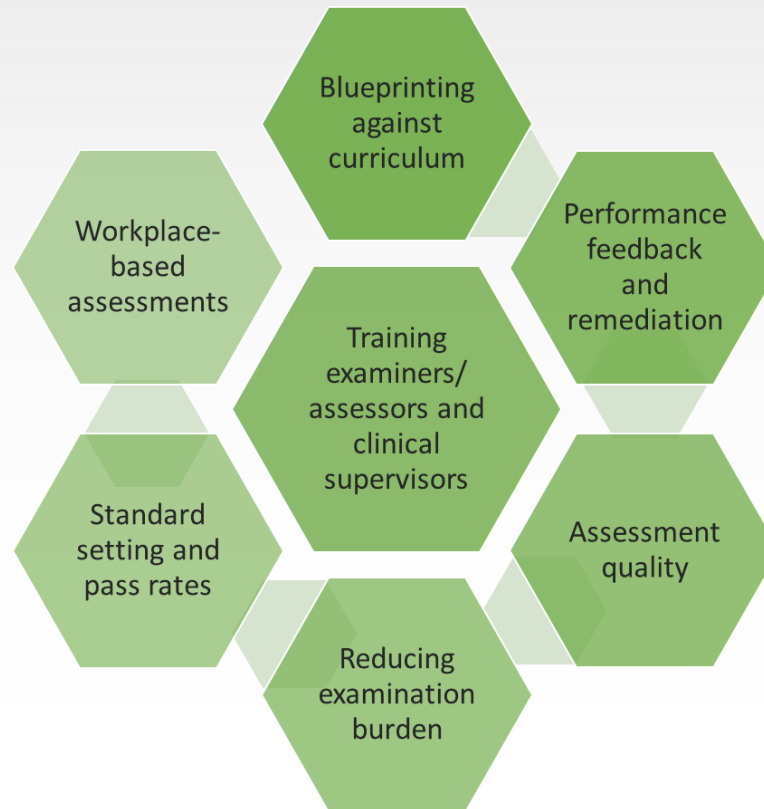 Blueprinting
against
curriculum
Performance
feedback
and
remediation
Assessment
quality
Reducing
examination
burden
Standard
setting and
pass rates
Workplace-
based
assessments
Training
examiners/
assessors and
clinical
supervisors